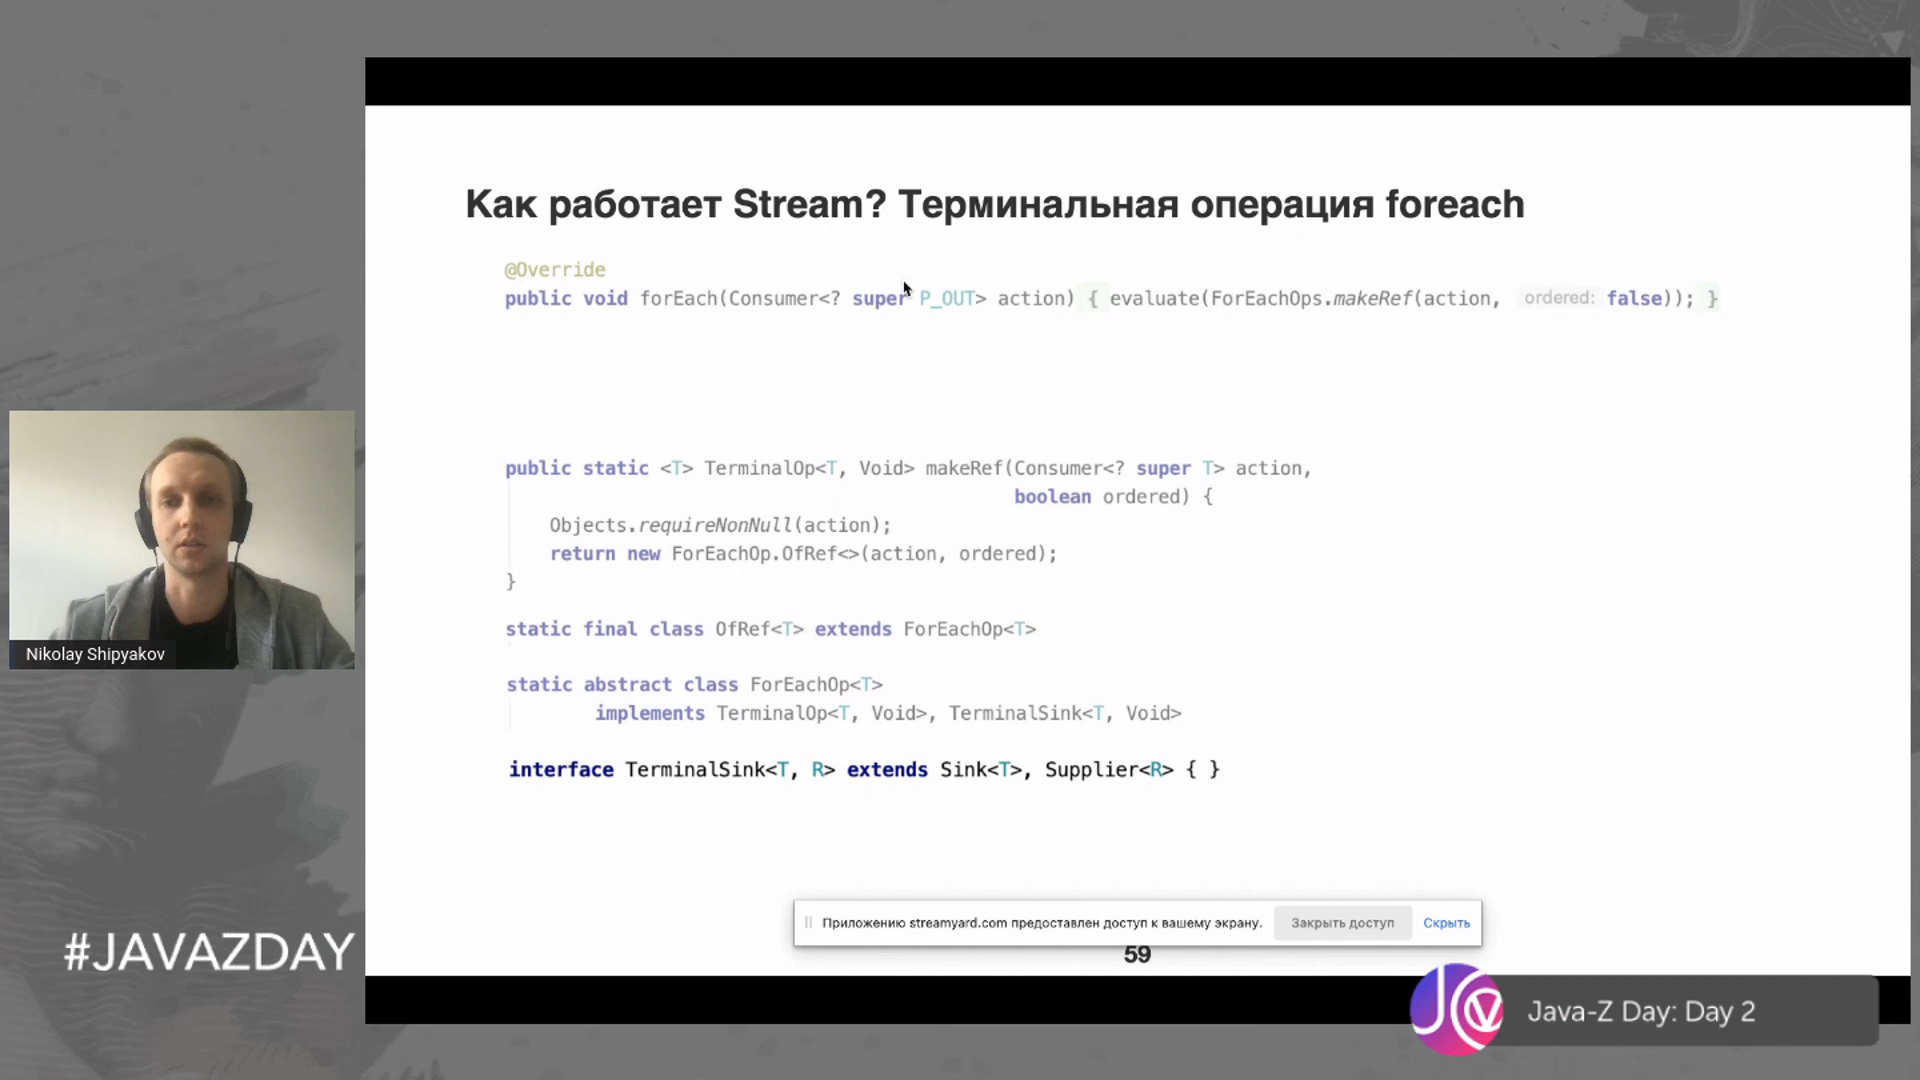 Как работает Stream? Терминальная операция foreach
@Override
public void forEach(Consumer<? super P_OUT> action) { evaluate(ForEachOps.makeRef(action, ordered: false)); }
public static <T> TerminalOp<T, Void> makeRef(Consumer<? super T> action,
boolean ordered) {
Objects.requireNonNull(action);
return new ForEachOp.OfRef<>(action, ordered);
}
static final class OfRef<T> extends ForEachOp<T>
static abstract class ForEachOp<T>
implements TerminalOp<T, Void>, TerminalSink<T, Void>
interface TerminalSink<T, R> extends Sink<T>, Supplier<R> { }
Nikolay Shipyakov
Приложению streamyard.com предоставлен доступ к вашему экрану. Закрыть доступ Скрыть
59
#JAVAZDAY
Java-Z Day: Day 2